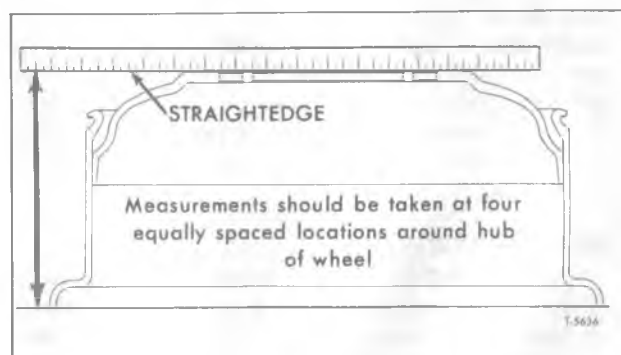 STRAIGHTEDGE
Measurements should be taken at four
equally spaced locations around hub
of wheel
T-5636